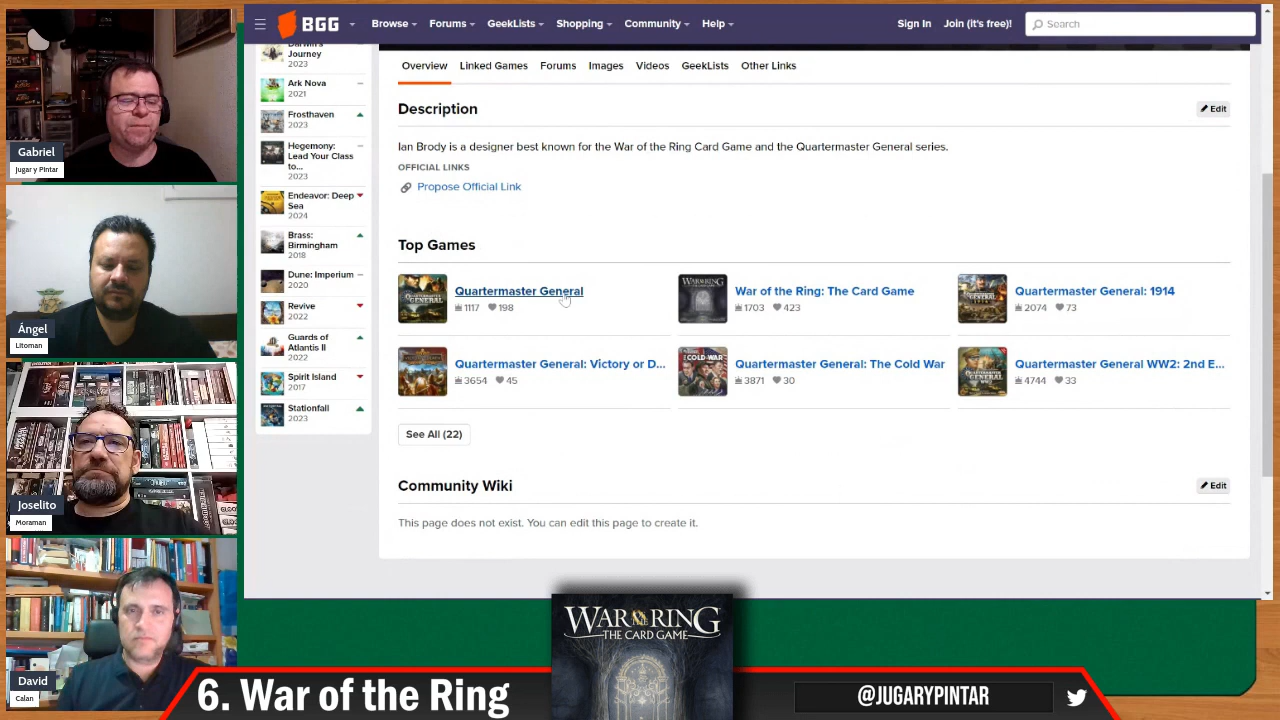 Gabriel
Jugar y Pintar
Ángel
Litoman
Joselito
Moraman
David
Calan
BGG
Browse
Forums
GeekLists
Shopping
Community
Help
Sign In
Join (it's free)!
Search
Darwin's
Journey
2023
Ark Nova
2021
Frosthaven
2023
Hegemony:
Lead Your Class
to...
2023
Endeavor: Deep
Sea
2024
Brass:
Birmingham
2018
Dune: Imperium
2020
Revive
2022
Guards of
Atlantis II
2022
Spirit Island
2017
Stationfall
2023
Overview
Linked Games
Forums
Images
Videos
GeekLists
Other Links
Description
Edit
Ian Brody is a designer best known for the War of the Ring Card Game and the Quartermaster General series.
OFFICIAL LINKS
Propose Official Link
Top Games
Quartermaster General
1117 198
War of the Ring: The Card Game
1703 423
Quartermaster General: 1914
2074 73
Quartermaster General: Victory or D...
3654 45
Quartermaster General: The Cold War
3871 30
Quartermaster General WW2: 2nd E...
4744 33
See All (22)
Community Wiki
Edit
This page does not exist. You can edit this page to create it.
WAR OF THE RING
THE CARD GAME
6. War of the Ring
@JUGARYPINTAR